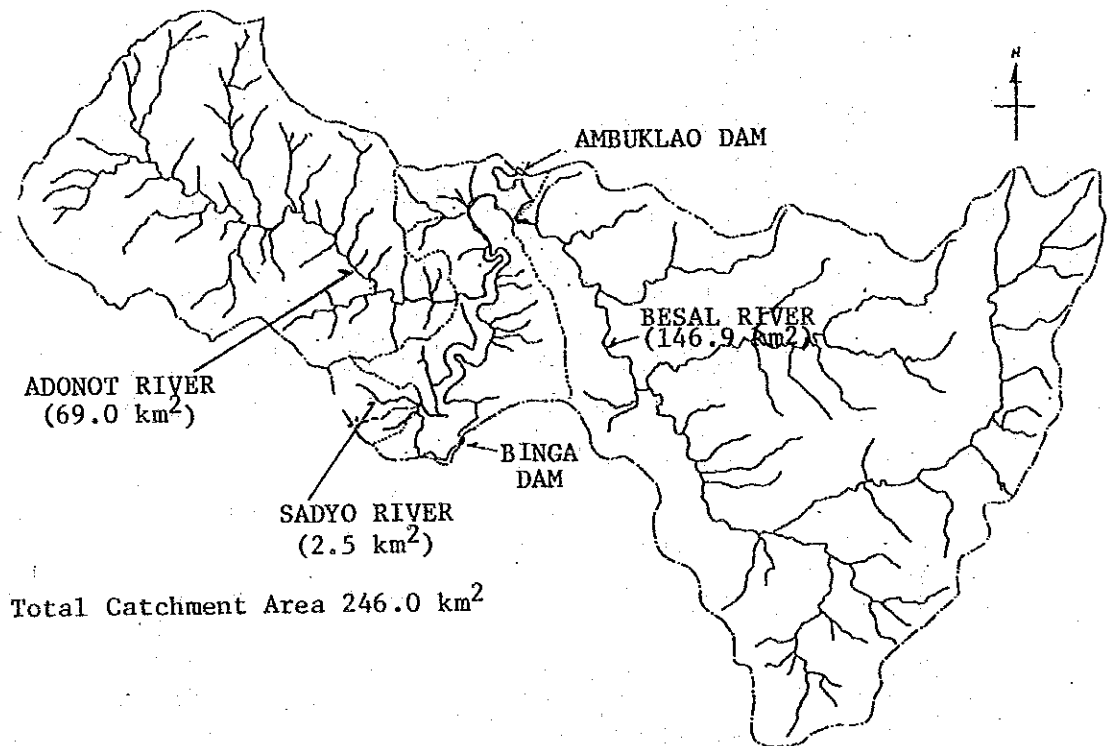 N
AMBUKLAO DAM
BESAL RIVER
(146.9 km²)
ADONOT RIVER
(69.0 km²)
BINGA
DAM
SADYO RIVER
(2.5 km²)
Total Catchment Area 246.0 km²